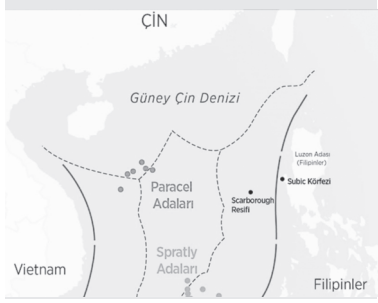 ÇİN
Güney Çin Denizi
Luzon Adası
(Filipinler)
Subic Körfezi
Paracel
Adaları
Scarborough
Resifi
Spratly
Adaları
Vietnam
Filipinler